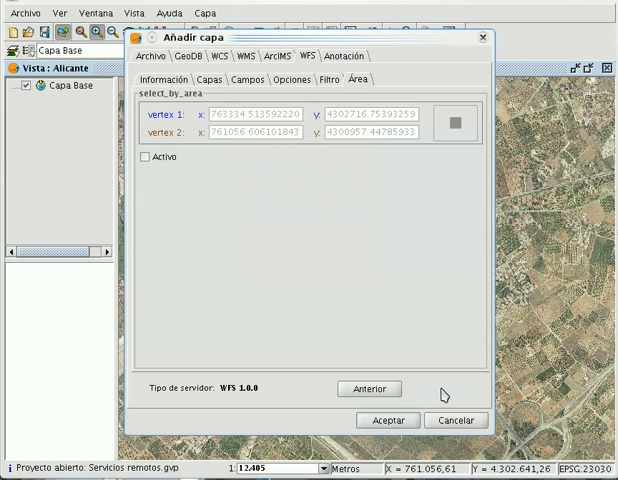 Archivo Ver Ventana Vista Ayuda Capa
Añadir capa
Capa Base
Vista : Alicante
Capa Base
Archivo GeoDB WCS WMS ArcIMS WFS Anotación
Información Capas Campos Opciones Filtro Área
select_by_area
vertex 1: x: 763334.513592220 y: 4302716.75393259
vertex 2: x: 761056.606101843 y: 4300957.44785933
Activo
Tipo de servidor: WFS 1.0.0
Anterior
Aceptar Cancelar
Proyecto abierto: Servicios remotos.gvp 1: 12.405 Metros X = 761.056,61 Y = 4.302.641,26 EPSG:23030